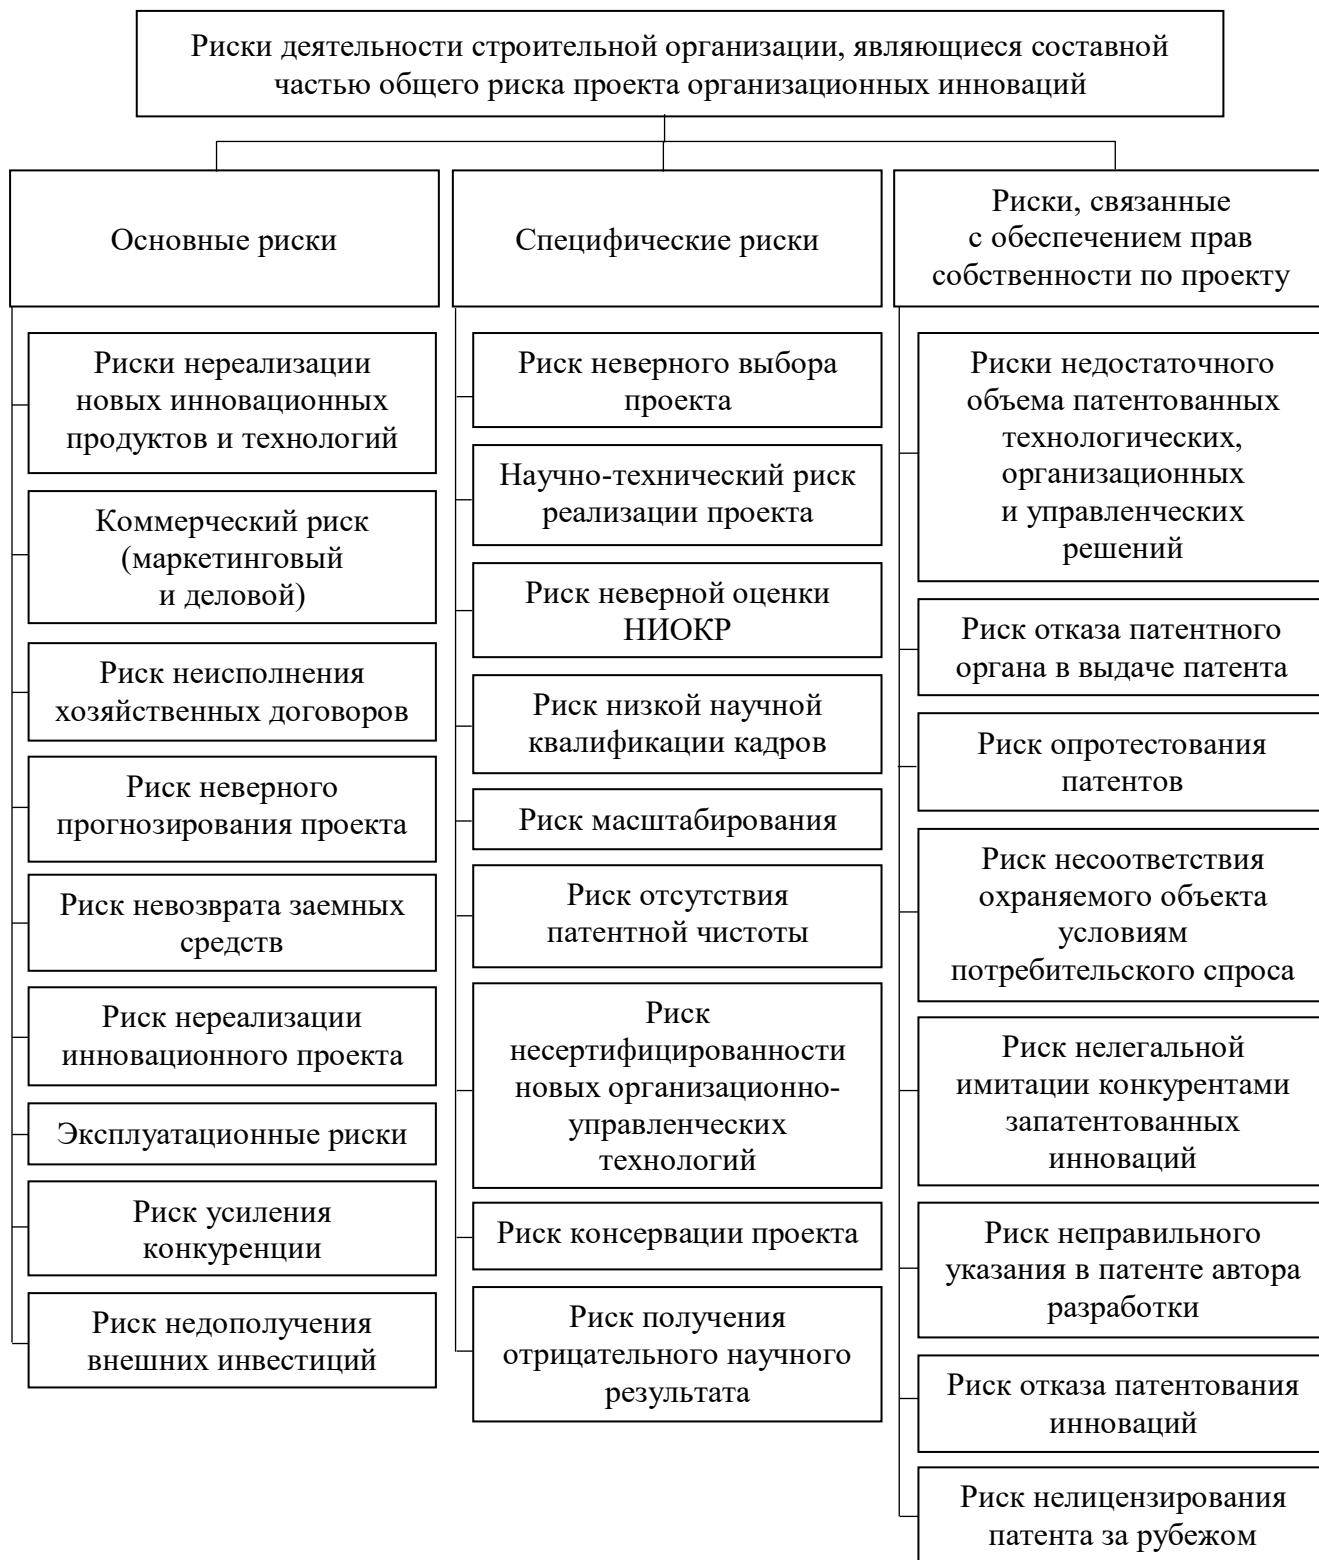 Риски деятельности строительной организации, являющиеся составной
частью общего риска проекта организационных инноваций
Основные риски
Риски нереализации
новых инновационных
продуктов и технологий
Коммерческий риск
(маркетинговый
и деловой)
Риск неисполнения
хозяйственных договоров
Риск неверного
прогнозирования проекта
Риск невозврата заемных
средств
Риск нереализации
инновационного проекта
Эксплуатационные риски
Риск усиления
конкуренции
Риск недополучения
внешних инвестиций
Специфические риски
Риск неверного выбора
проекта
Научно-технический риск
реализации проекта
Риск неверной оценки
НИОКР
Риск низкой научной
квалификации кадров
Риск масштабирования
Риск отсутствия
патентной чистоты
Риск
несертифицированности
новых организационно-
управленческих
технологий
Риск консервации проекта
Риск получения
отрицательного научного
результата
Риски, связанные
с обеспечением прав
собственности по проекту
Риски недостаточного
объема патентованных
технологических,
организационных
и управленческих
решений
Риск отказа патентного
органа в выдаче патента
Риск опротестования
патентов
Риск несоответствия
охраняемого объекта
условиям
потребительского спроса
Риск нелегальной
имитации конкурентами
запатентованных
инноваций
Риск неправильного
указания в патенте автора
разработки
Риск отказа патентования
инноваций
Риск нелицензирования
патента за рубежом